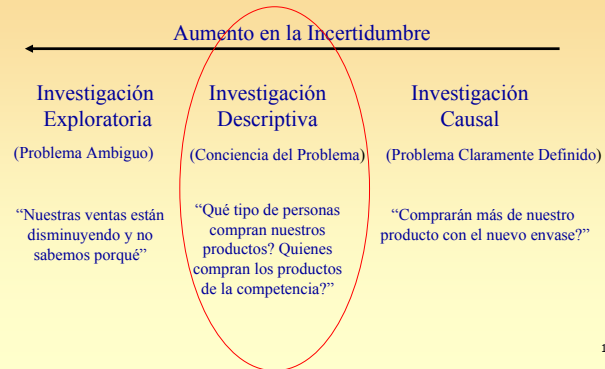 Aumento en la Incertidumbre
Investigación
Exploratoria
(Problema Ambiguo)
“Nuestras ventas están
disminuyendo y no
sabemos porqué”
Investigación
Descriptiva
(Conciencia del Problema)
“Qué tipo de personas
compran nuestros
productos? Quienes
compran los productos
de la competencia?”
Investigación
Causal
(Problema Claramente Definido)
“Comprarán más de nuestro
producto con el nuevo envase?”
1